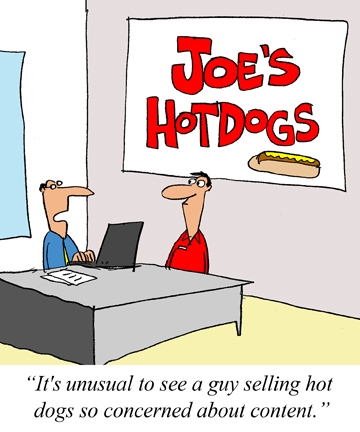 JOE'S
HOTDOGS
“It's unusual to see a guy selling hot
dogs so concerned about content.”